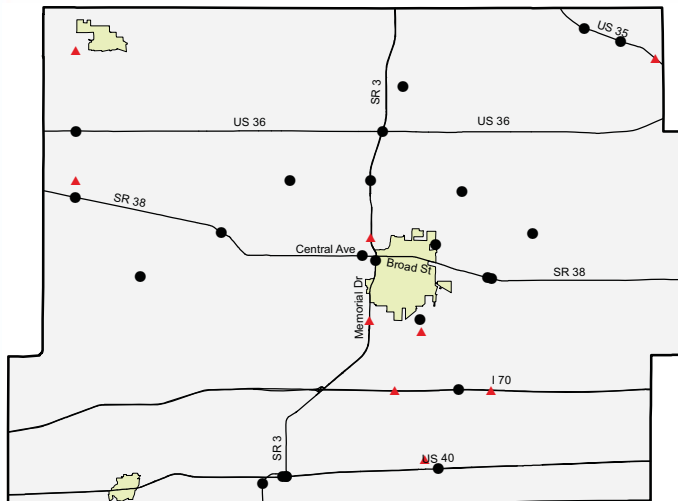 US 35
SR 3
US 36
US 36
SR 38
Central Ave
Broad St
SR 38
Memorial Dr
I 70
SR 3
US 40